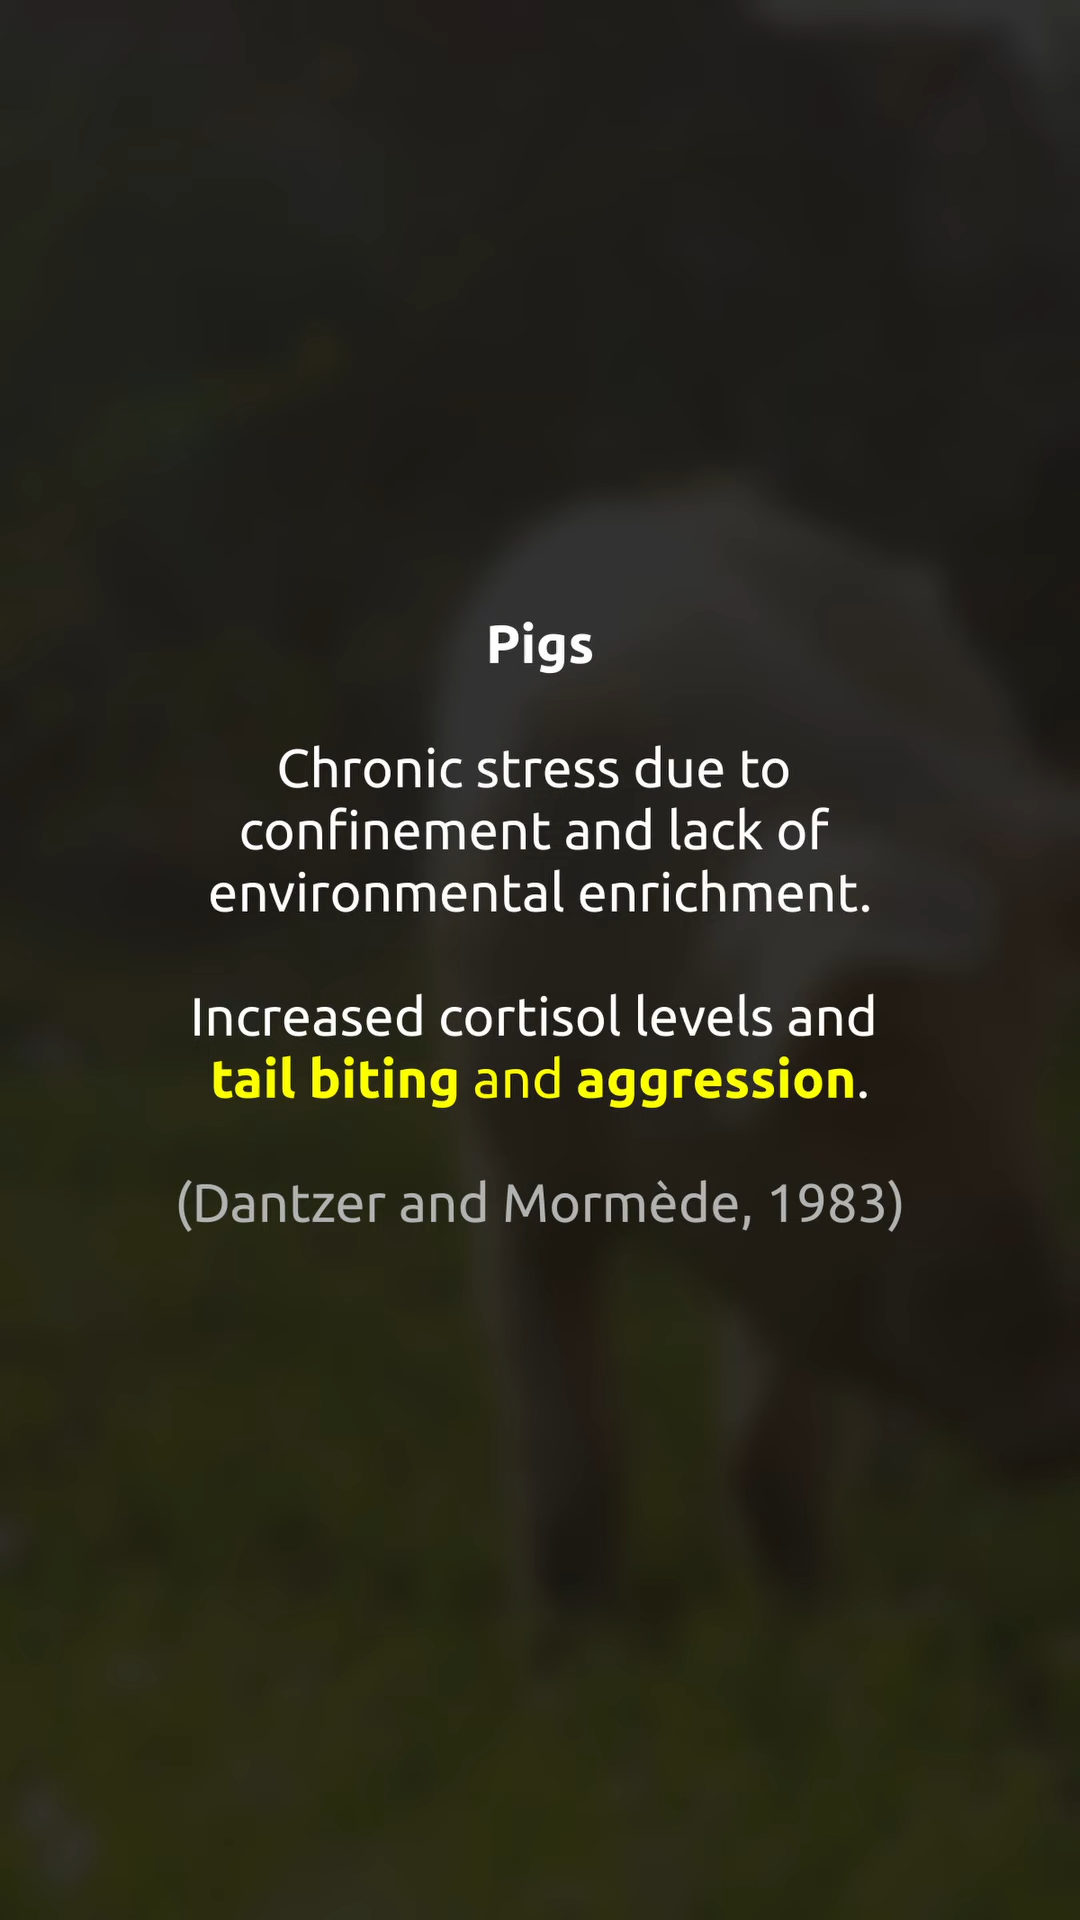 Pigs
Chronic stress due to
confinement and lack of
environmental enrichment.
Increased cortisol levels and
tail biting and aggression.
(Dantzer and Mormède, 1983)